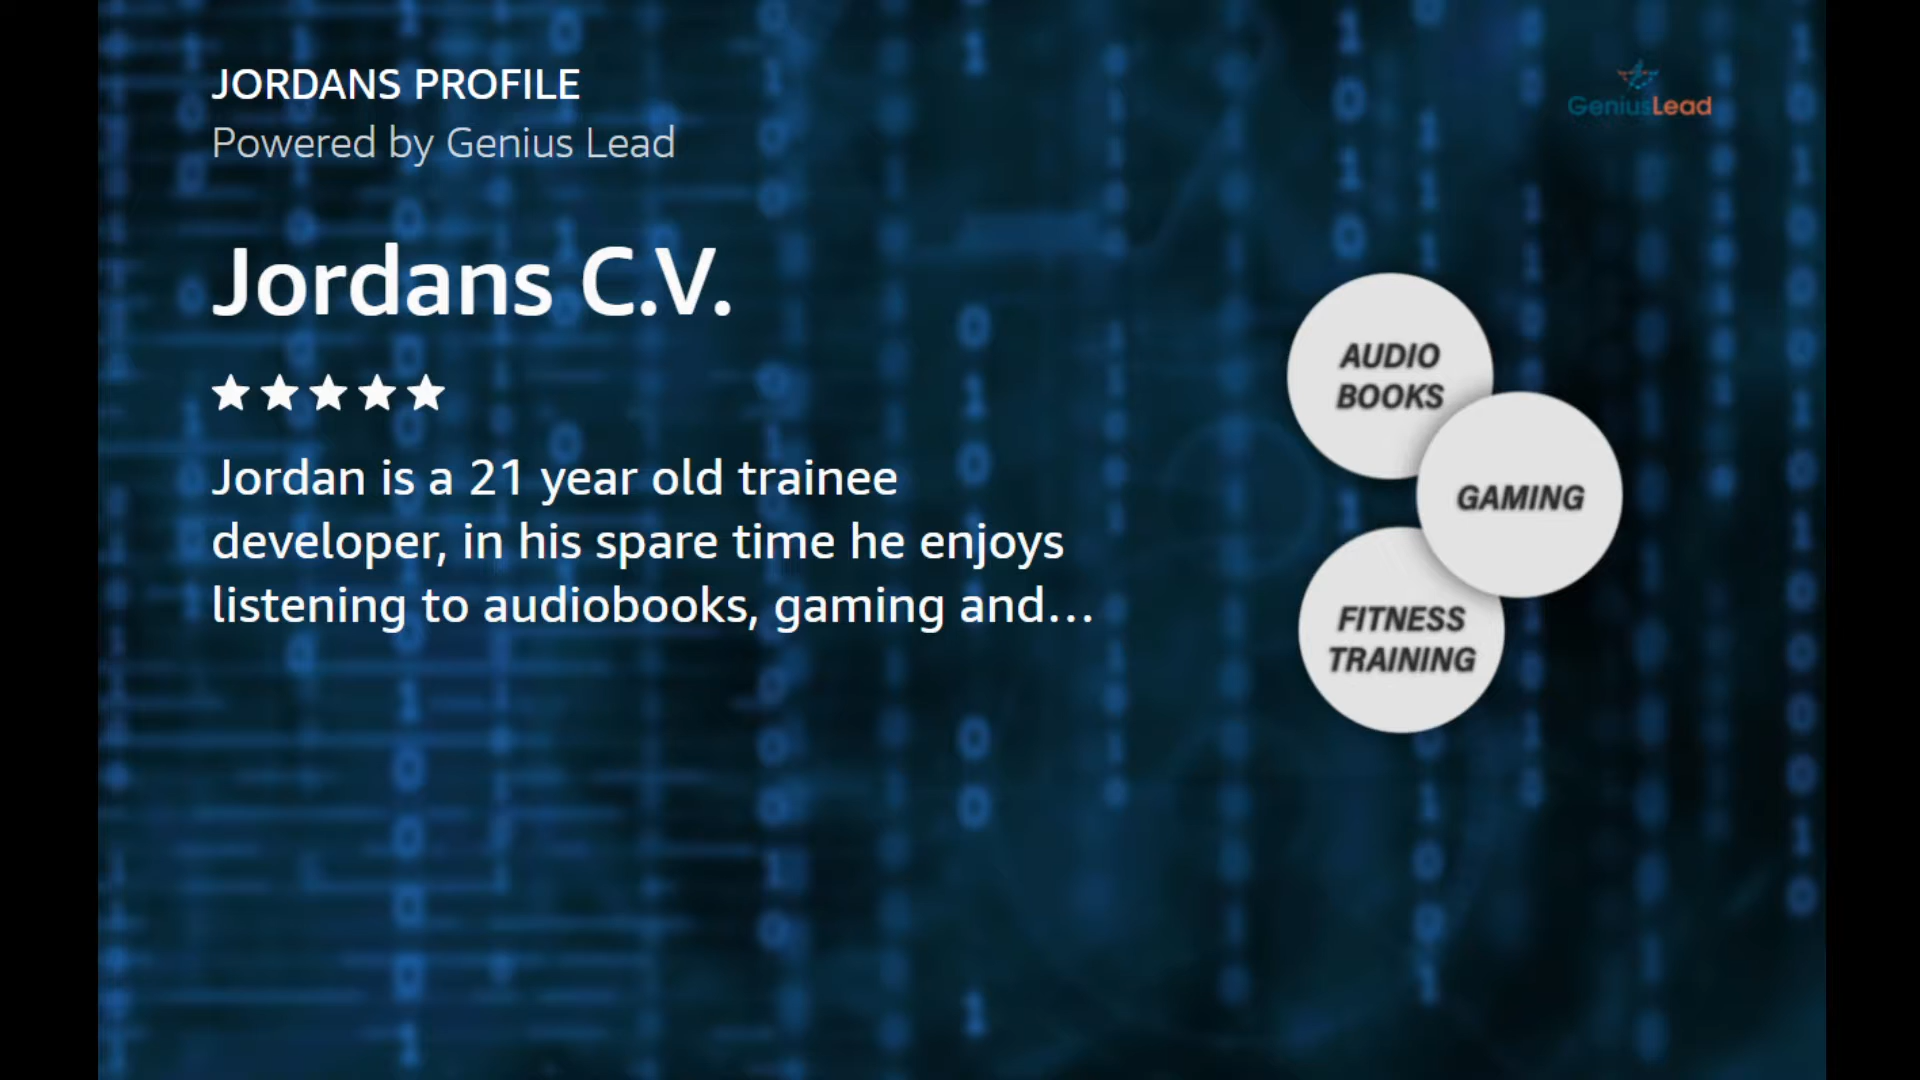 JORDANS PROFILE
Powered by Genius Lead
GeniusLead
Jordans C.V.
Jordan is a 21 year old trainee
developer, in his spare time he enjoys
listening to audiobooks, gaming and...
AUDIO
BOOKS
GAMING
FITNESS
TRAINING